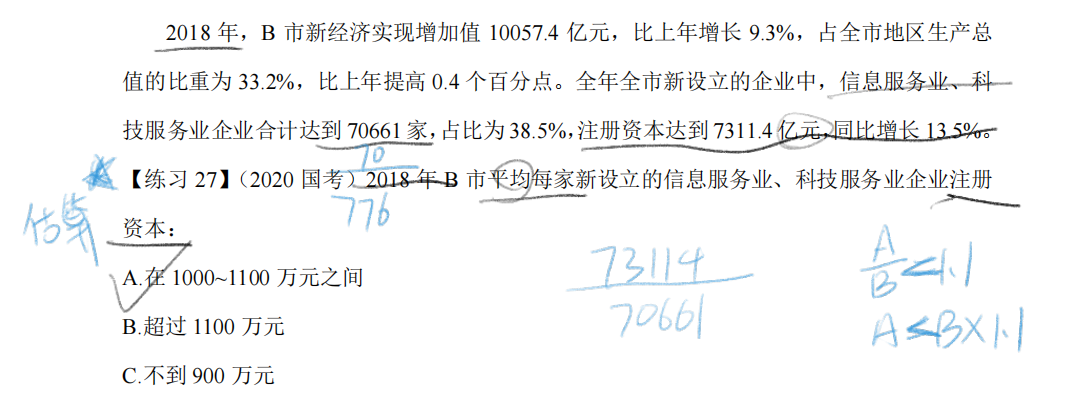 2018 年，B 市新经济实现增加值 10057.4 亿元，比上年增长 9.3%，占全市地区生产总
值的比重为 33.2%，比上年提高 0.4 个百分点。全年全市新设立的企业中，信息服务业、科
技服务业企业合计达到 70661 家，占比为 38.5%，注册资本达到 7311.4 亿元，同比增长 13.5%。
10
【练习 27】（2020 国考）2018 年 B 市平均每家新设立的信息服务业、科技服务业企业注册
776
估算
资本：
A.在 1000~1100 万元之间
73114
70661
A
B
<1.1
A<B×1.1
B.超过 1100 万元
C.不到 900 万元